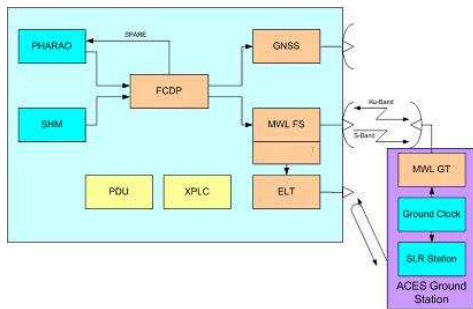 PHARAO
SPARE
GNSS
FCDP
SHM
MWL FS
Ku-Band
S-Band
PDU
XPLC
ELT
MWL GT
Ground Clock
SLR Station
ACES Ground
Station